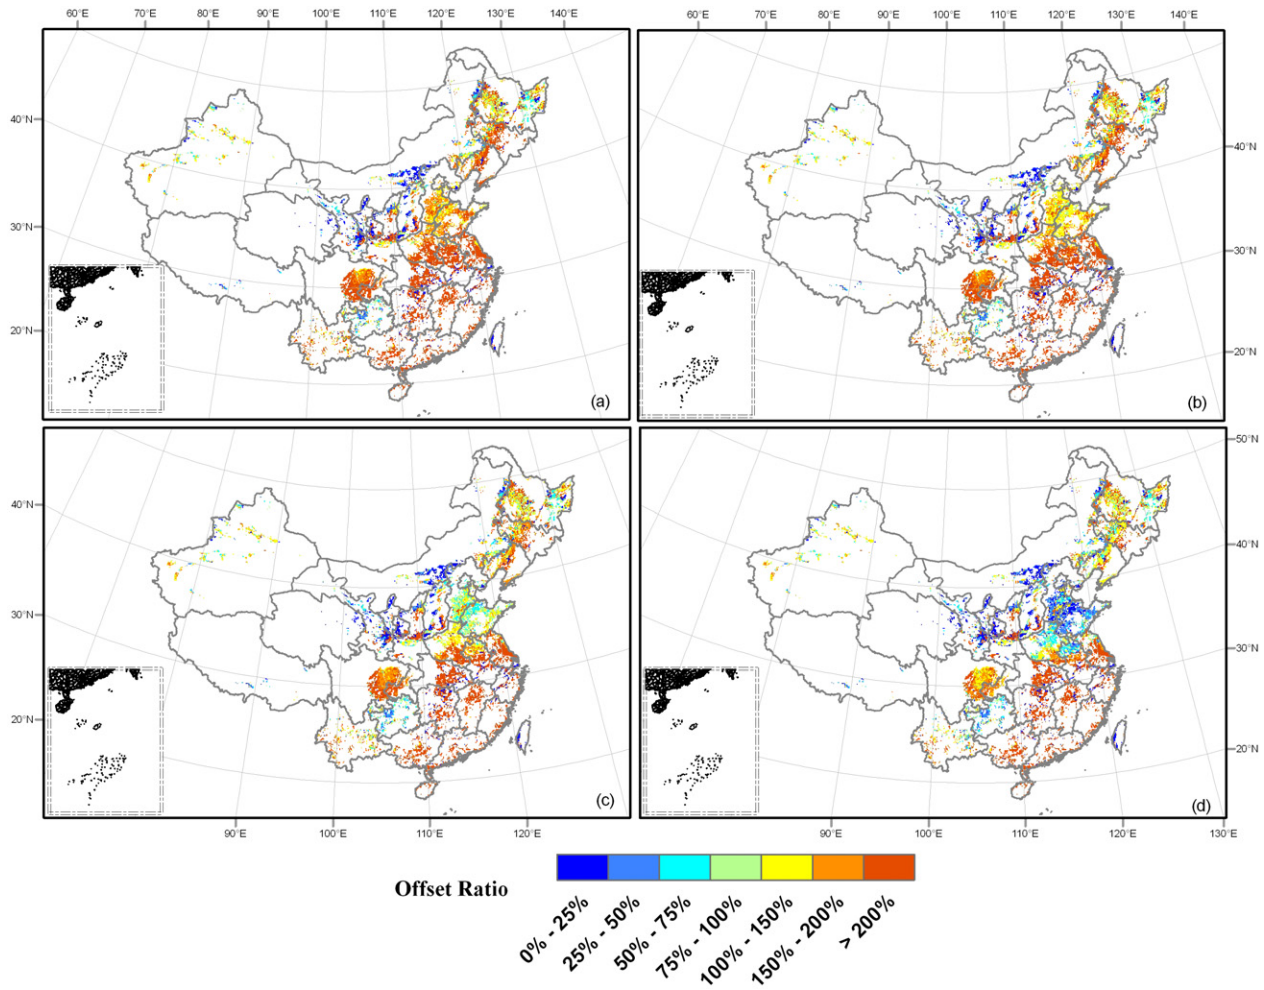 60°E 70°E 80°E 90°E 100°E 110°E 120°E 130°E 140°E
60°E 70°E 80°E 90°E 100°E 110°E 120°E 130°E 140°E
40°N
30°N
20°N
(a)
40°N
30°N
20°N
(b)
40°N
30°N
20°N
(c)
50°N
40°N
30°N
20°N
(d)
90°E 100°E 110°E 120°E
90°E 100°E 110°E 120°E 130°E
Offset Ratio
0% - 25%
25% - 50%
50% - 75%
75% - 100%
100% - 150%
150% - 200%
> 200%